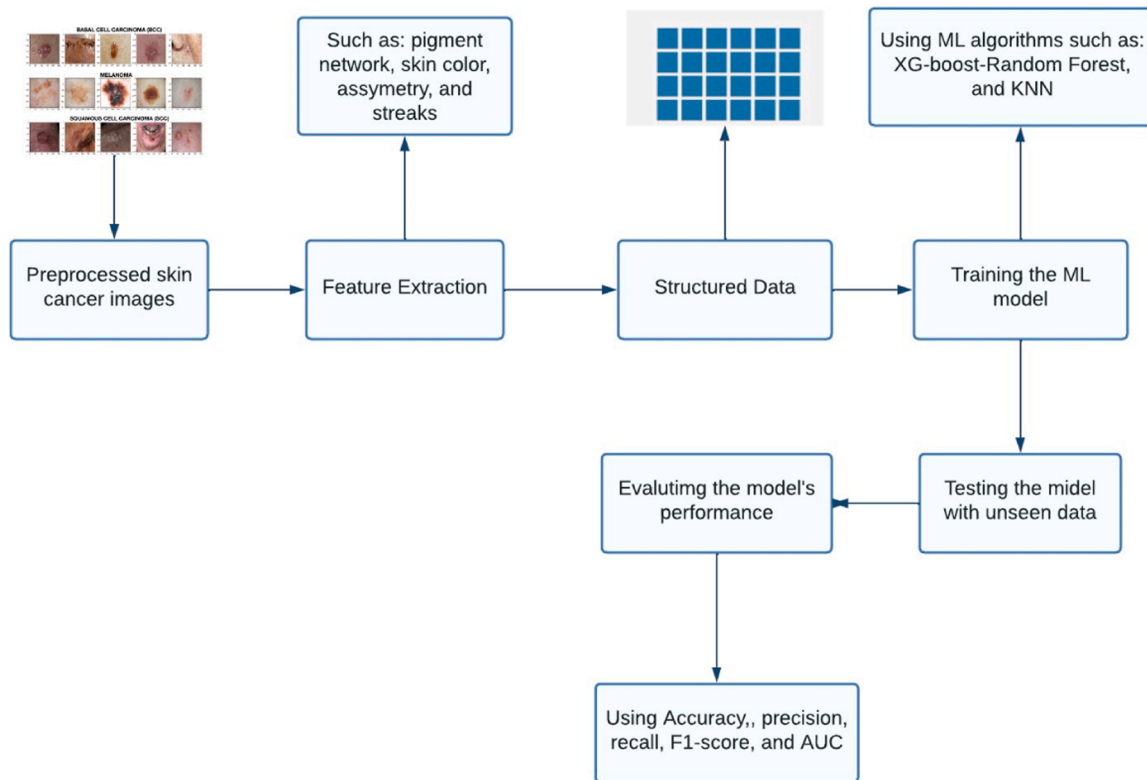 BASAL CELL CARCINOMA (BCC)
MELANOMA
SQUAMOUS CELL CARCINOMA (SCC)
Such as: pigment
network, skin color,
assymetry, and
streaks
Using ML algorithms such as:
XG-boost-Random Forest,
and KNN
Preprocessed skin
cancer images
Feature Extraction
Structured Data
Training the ML
model
Evalutimg the model's
performance
Testing the midel
with unseen data
Using Accuracy,, precision,
recall, F1-score, and AUC